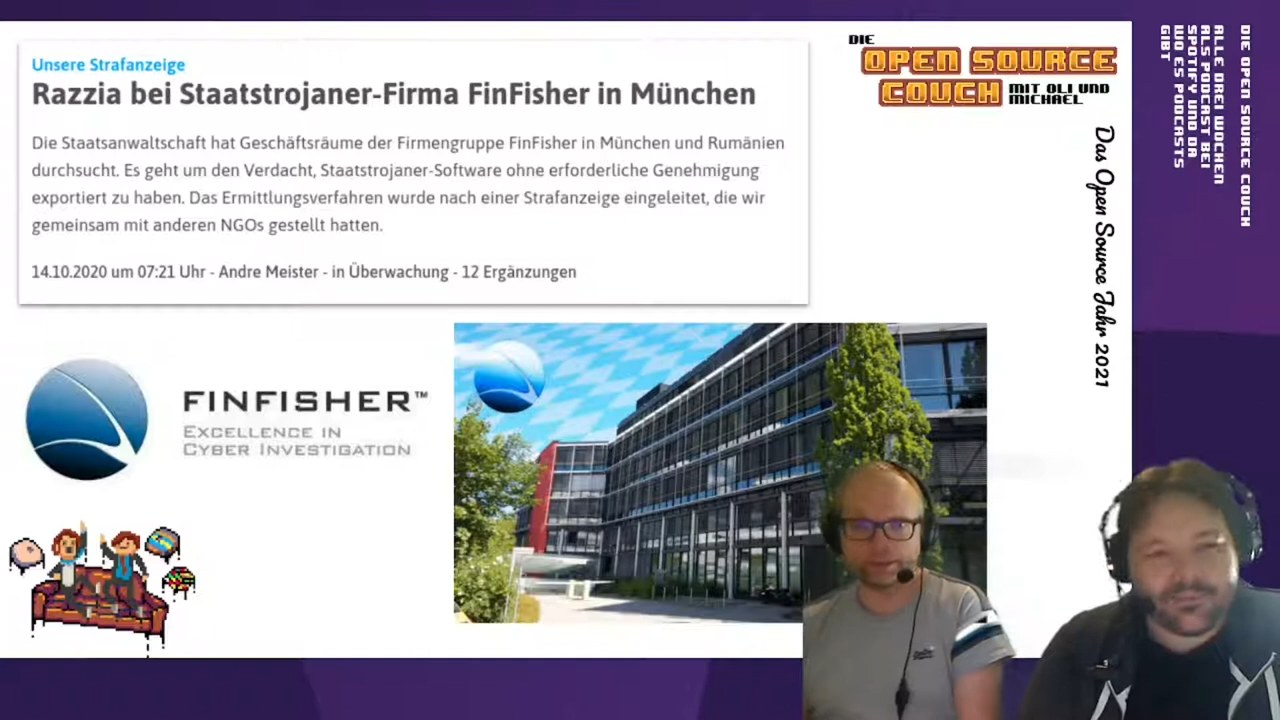 Unsere Strafanzeige
Razzia bei Staatstrojaner-Firma FinFisher in München
Die Staatsanwaltschaft hat Geschäftsräume der Firmengruppe FinFisher in München und Rumänien
durchsucht. Es geht um den Verdacht, Staatstrojaner-Software ohne erforderliche Genehmigung
exportiert zu haben. Das Ermittlungsverfahren wurde nach einer Strafanzeige eingeleitet, die wir
gemeinsam mit anderen NGOs gestellt hatten.
14.10.2020 um 07:21 Uhr - Andre Meister - in Überwachung - 12 Ergänzungen
FINFISHER™
EXCELLENCE IN
CYBER INVESTIGATION
DIE
OPEN SOURCE
COUCH
MIT OLI UND
MICHAEL
Das Open Source Jahr 2021
DIE OPEN SOURCE COUCH
ALLE DREI WOCHEN
ALS PODCAST BEI
SPOTIFY UND DA
WO ES PODCASTS
GIBT